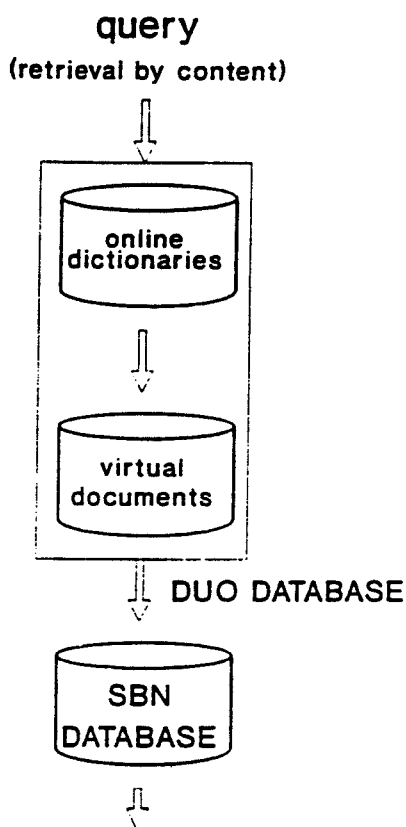 query
(retrieval by content)
online
dictionaries
virtual
documents
DUO DATABASE
SBN
DATABASE